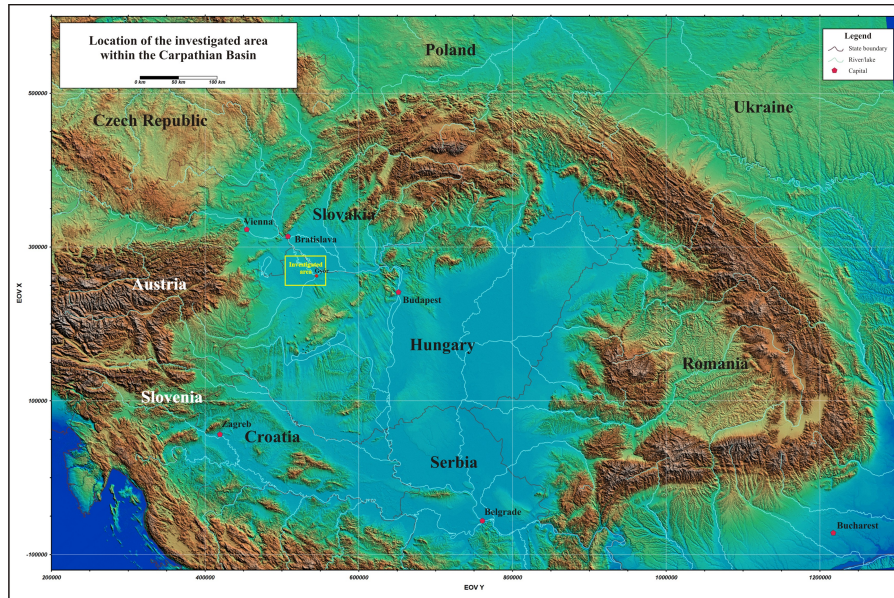 Location of the investigated area
within the Carpathian Basin
0 km 50 km 100 km
Legend
State boundary
River/lake
Capital
Poland
Ukraine
Czech Republic
Slovakia
Vienna
Bratislava
Investigated
area
Austria
Budapest
Hungary
Romania
Slovenia
Zagreb
Croatia
Serbia
Belgrade
Bucharest
EOV X
500000
300000
100000
-100000
200000 400000 600000 800000 1000000 1200000
EOV Y